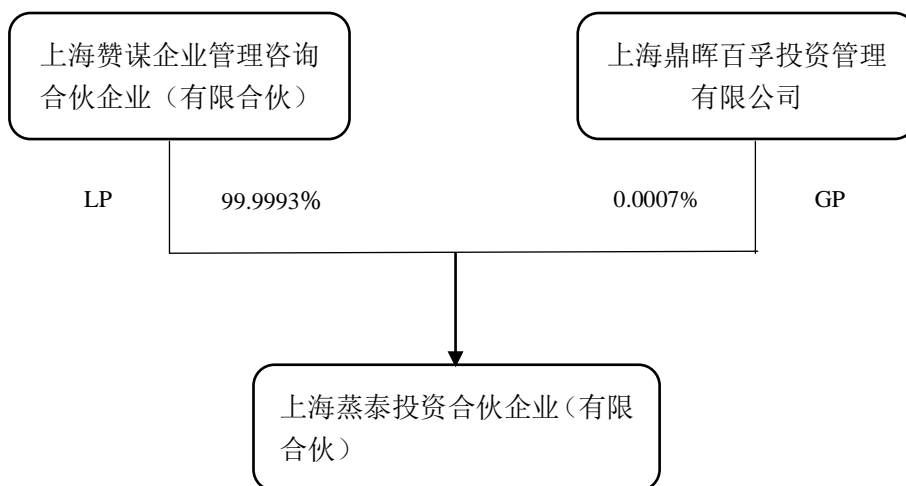 上海赞谋企业管理咨询
合伙企业（有限合伙）
上海鼎晖百孚投资管理
有限公司
LP 99.9993% 0.0007% GP
上海蒸泰投资合伙企业（有限
合伙）